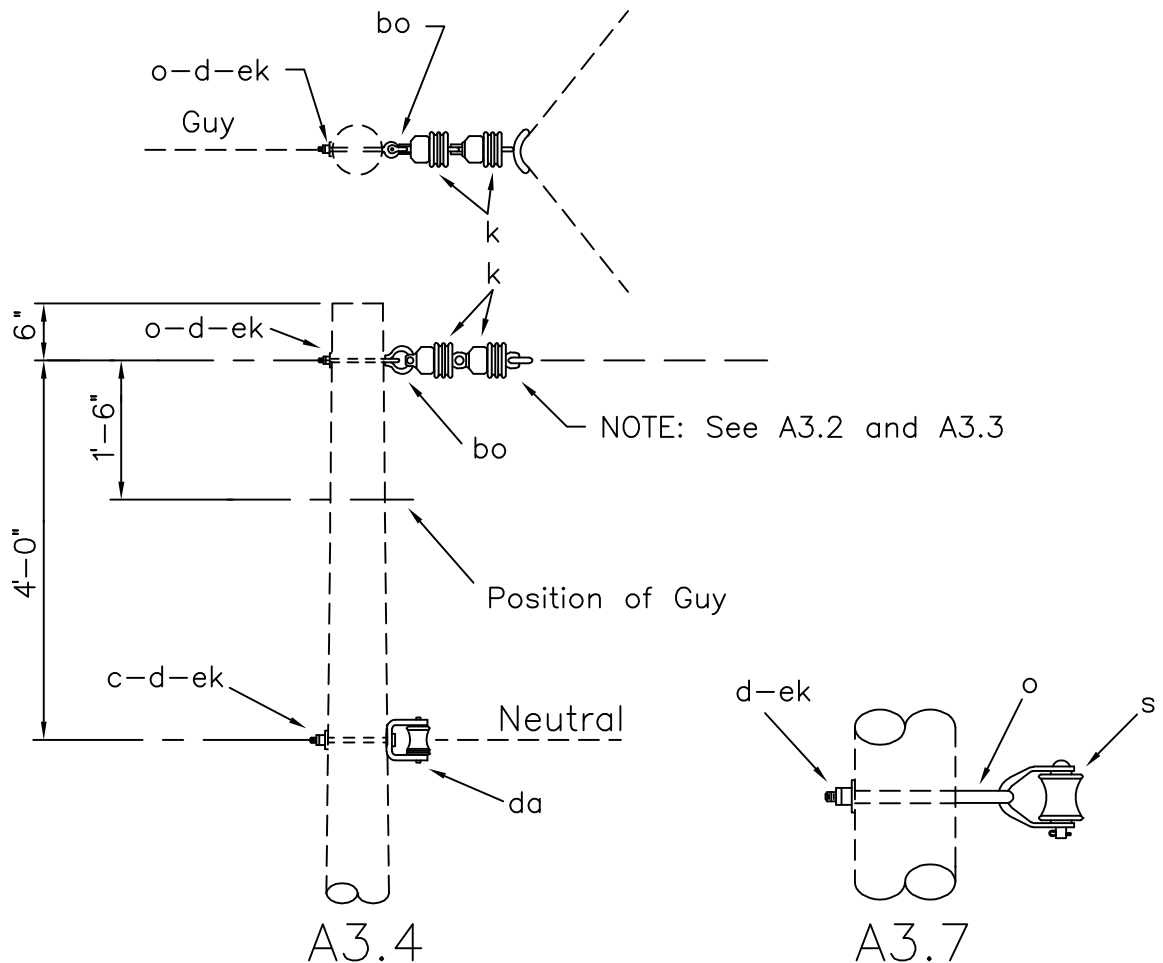 bo
o-d-ek
Guy
k
k
6"
o-d-ek
1'-6"
bo
NOTE: See A3.2 and A3.3
4'-0"
Position of Guy
c-d-ek
Neutral
da
d-ek
o
s
A3.4
A3.7